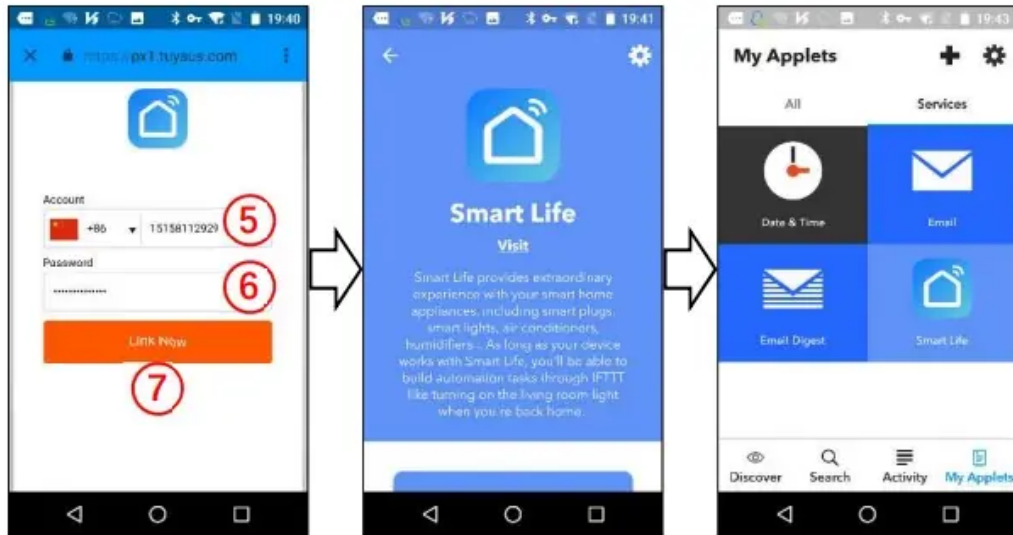 19:40
https://px1.tuyaus.com
Account
+86
15158112929
5
Password
6
Link Now
7
19:41
Smart Life
Visit
Smart Life provides extraordinary
experience with your smart home
appliances, including smart plugs,
smart lights, air conditioners,
humidifiers... As long as your device
works with Smart Life, you'll be able to
build automation tasks through IFTTT
like turning on the living room light
when you're back home.
19:43
My Applets
All
Services
Date & Time
Email
Email Digest
Smart Life
Discover
Search
Activity
My Applets